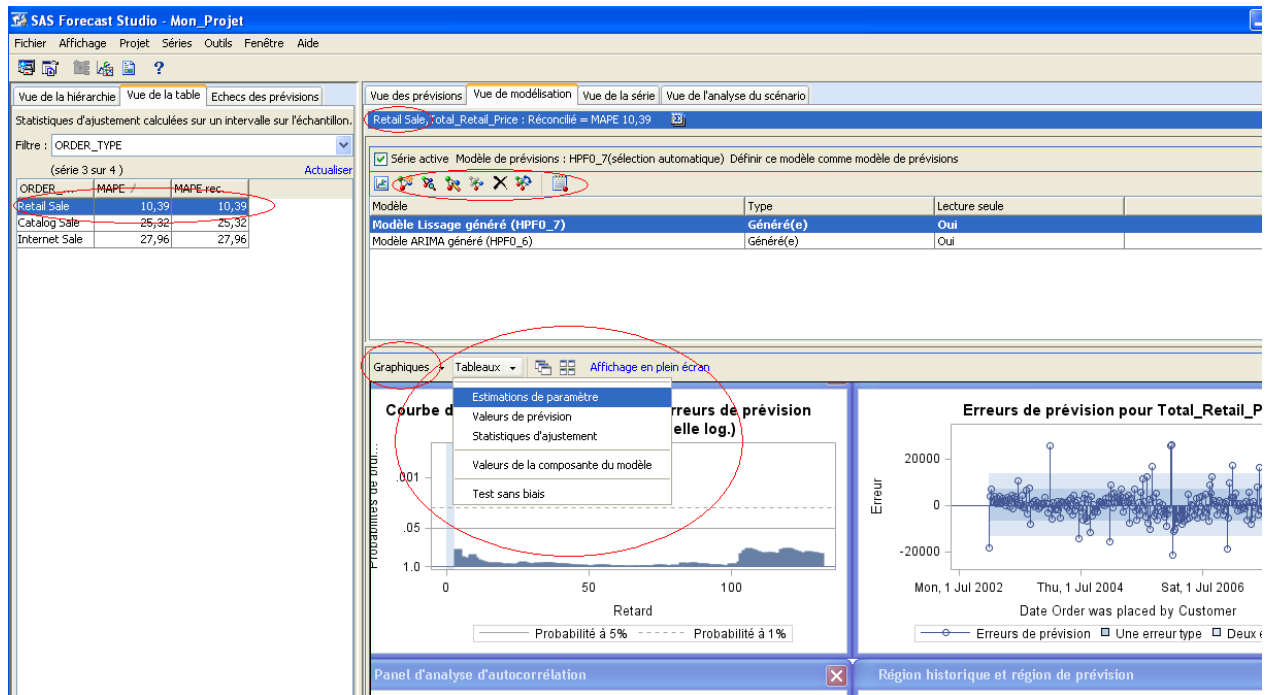 SAS Forecast Studio - Mon_Projet
Fichier Affichage Projet Séries Outils Fenêtre Aide
Vue de la hiérarchie Vue de la table Echecs des prévisions
Statistiques d'ajustement calculées sur un intervalle sur l'échantillon.
Filtre : ORDER_TYPE
(série 3 sur 4 ) Actualiser
ORDER_... MAPE / MAPE rec.
Retail Sale 10,39 10,39
Catalog Sale 25,32 25,32
Internet Sale 27,96 27,96
Vue des prévisions Vue de modélisation Vue de la série Vue de l'analyse du scénario
Retail Sale,Total_Retail_Price : Réconcilié = MAPE 10,39
Série active Modèle de prévisions : HPF0_7(sélection automatique) Définir ce modèle comme modèle de prévisions
Modèle Type Lecture seule
Modèle Lissage généré (HPF0_7) Généré(e) Oui
Modèle ARIMA généré (HPF0_6) Généré(e) Oui
Graphiques Tableaux Affichage en plein écran
Estimations de paramètre
Valeurs de prévision
Statistiques d'ajustement
Valeurs de la composante du modèle
Test sans biais
Courbe d rreurs de prévision
elle log.)
Probabilités de brui...
.001
.05
1.0
0 50 100
Retard
Probabilité à 5% Probabilité à 1%
Erreurs de prévision pour Total_Retail_P
Erreur
20000
0
-20000
Mon, 1 Jul 2002 Thu, 1 Jul 2004 Sat, 1 Jul 2006
Date Order was placed by Customer
Erreurs de prévision Une erreur type Deux e
Panel d'analyse d'autocorrélation
Région historique et région de prévision